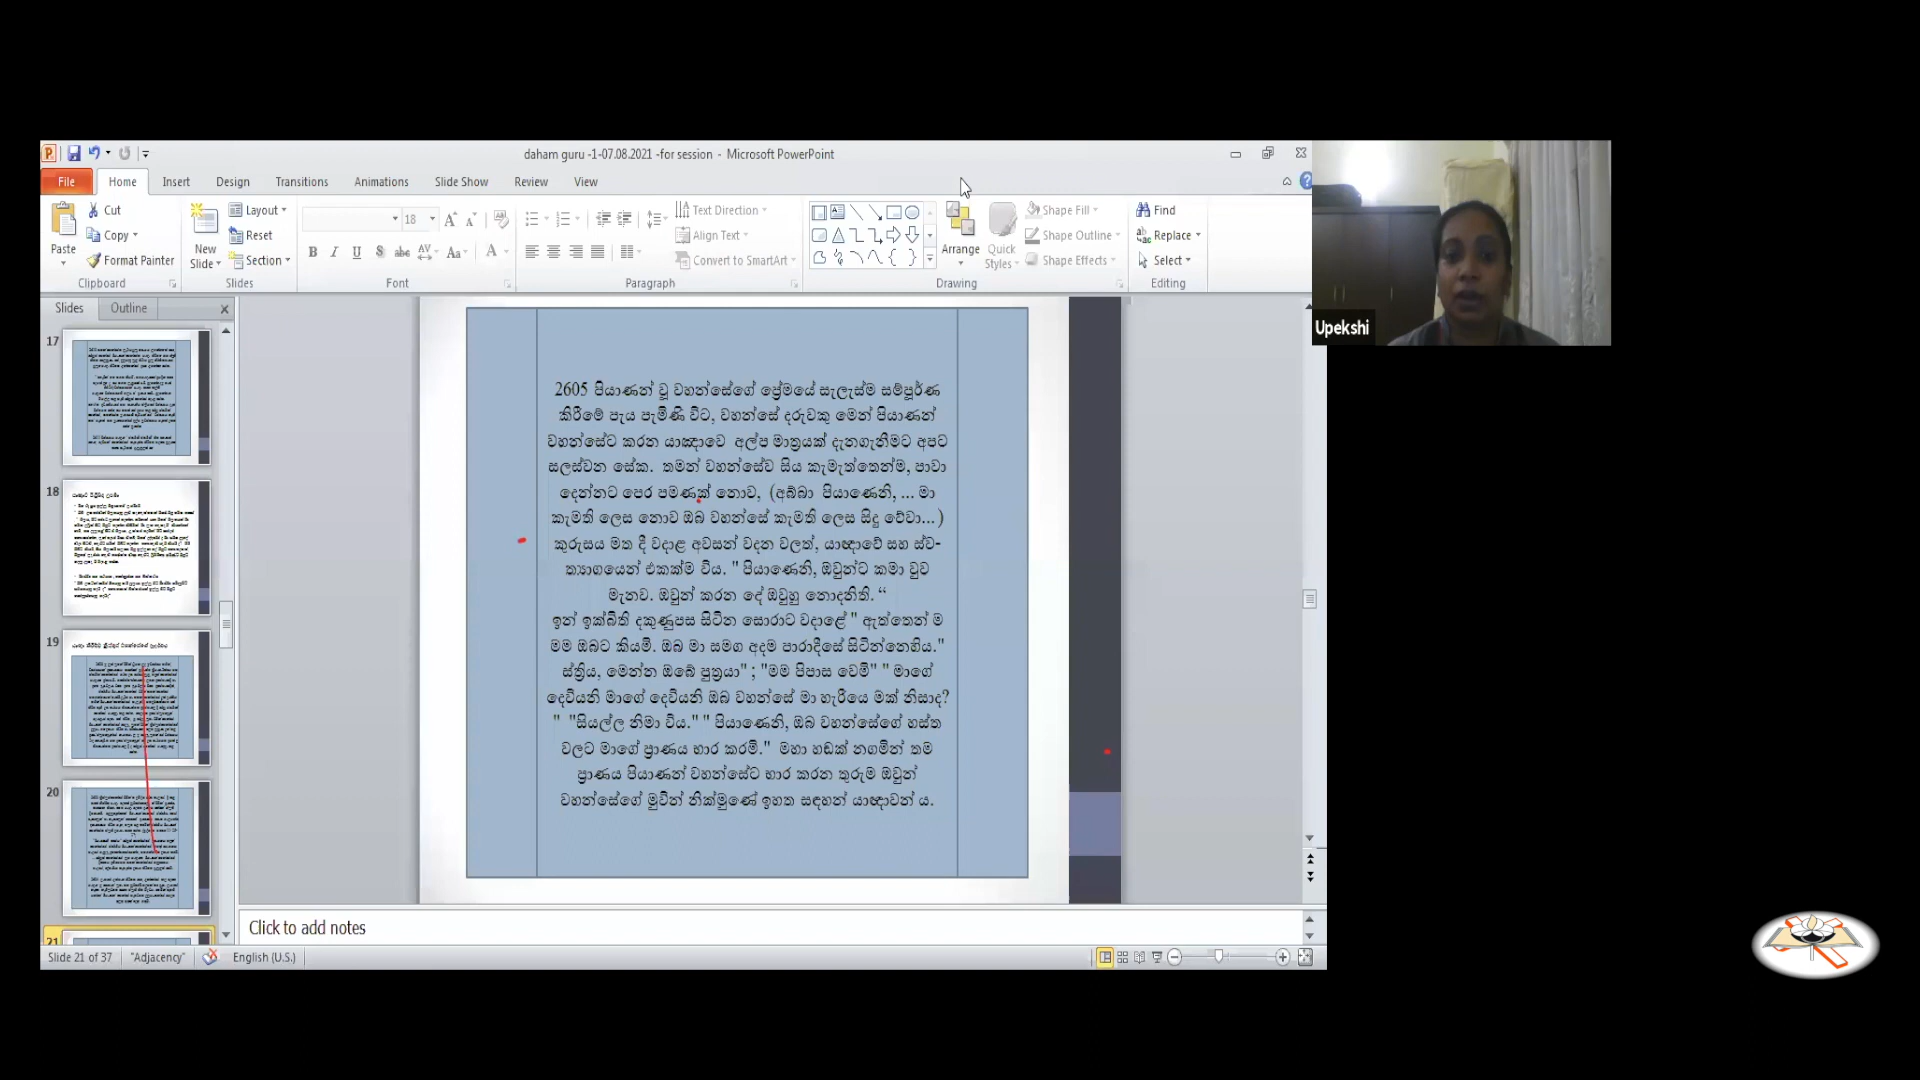 daham guru -1-07.08.2021 -for session - Microsoft PowerPoint
File Home Insert Design Transitions Animations Slide Show Review View
Cut
Copy
Format Painter
Paste
Clipboard
New Slide
Layout
Reset
Section
Slides
18
Font
Text Direction
Align Text
Convert to SmartArt
Paragraph
Arrange
Quick Styles
Shape Fill
Shape Outline
Shape Effects
Drawing
Find
Replace
Select
Editing
Slides Outline
17
18
19
20
21
2605 පියාණන් වූ වහන්සේගේ ප්‍රේමයේ සැලැස්ම සම්පූර්ණ
කිරීමේ පැය පැමිණි විට, වහන්සේ දරුවකු මෙන් පියාණන්
වහන්සේට කරන යාඤාවෙ අල්ප මාත්‍රයක් දැනගැනීමට අපට
සලස්වන සේක. තමන් වහන්සේව සිය කැමැත්තෙන්ම, පාවා
දෙන්නට පෙර පමණක් නොව, (අබ්බා පියාණෙනි, ... මා
කැමති ලෙස නොව ඔබ වහන්සේ කැමති ලෙස සිදු වේවා...)
කුරුසය මත දී වදාළ අවසන් වදන වලත්, යාඥාවේ සහ ස්ව-
ත්‍යාගයෙන් එකක්ම විය. " පියාණෙනි, ඔවුන්ට කමා වුව
මැනව. ඔවුන් කරන දේ ඔවුහු නොදනිති. “
ඉන් ඉක්බිති දකුණුපස සිටින සොරාට වදාළේ " ඇත්තෙන් ම
මම ඔබට කියමි. ඔබ මා සමග අදම පාරාදීසේ සිටින්නෙහිය."
ස්ත්‍රිය, මෙන්න ඔබේ පුත්‍රයා" ; "මම පිපාස වෙමි" " මාගේ
දෙවියනි මාගේ දෙවියනි ඔබ වහන්සේ මා හැරියෙ මක් නිසාද?
" "සියල්ල නිමා විය." " පියාණෙනි, ඔබ වහන්සේගේ හස්ත
වලට මාගේ ප්‍රාණය භාර කරමි." මහා හඬක් නගමින් තම
ප්‍රාණය පියාණන් වහන්සේට භාර කරන තුරුම ඔවුන්
වහන්සේගේ මුවින් නික්මුණේ ඉහත සඳහන් යාඥාවන් ය.
Click to add notes
Slide 21 of 37 "Adjacency" English (U.S.)
Upekshi